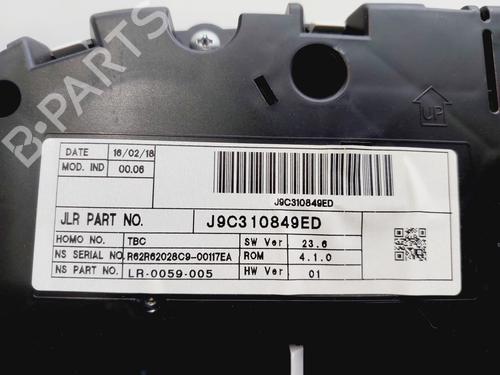 B-PARTS
UP
DATE 16/02/18
MOD. IND 00.06
J9C310849ED
JLR PART NO. J9C310849ED
HOMO NO. TBC SW Ver 23.6
NS SERIAL NO. R62R62028C9-00117EA ROM 4.1.0
NS PART NO. LR-0059-005 HW Ver 01